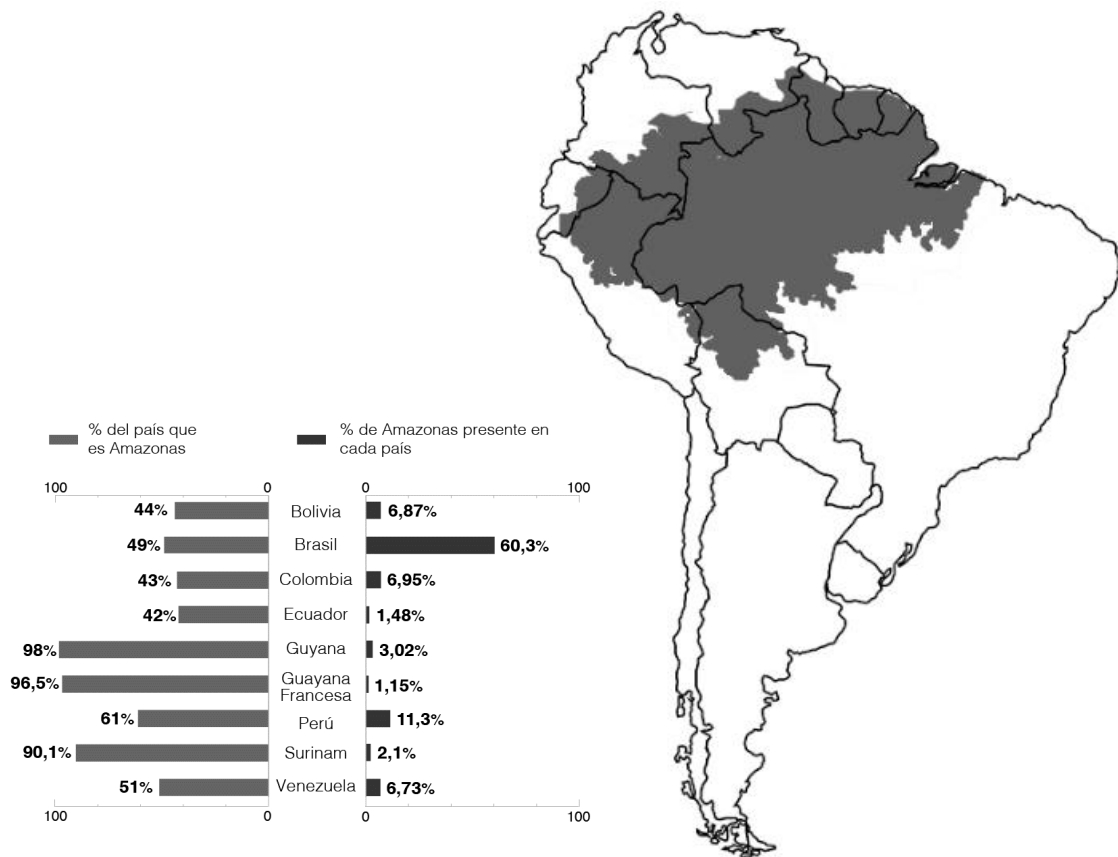 % del país que
es Amazonas
% de Amazonas presente en
cada país
100 0 0 100
44% Bolivia 6,87%
49% Brasil 60,3%
43% Colombia 6,95%
42% Ecuador 1,48%
98% Guyana 3,02%
96,5% Guayana
Francesa 1,15%
61% Perú 11,3%
90,1% Surinam 2,1%
51% Venezuela 6,73%
100 0 0 100